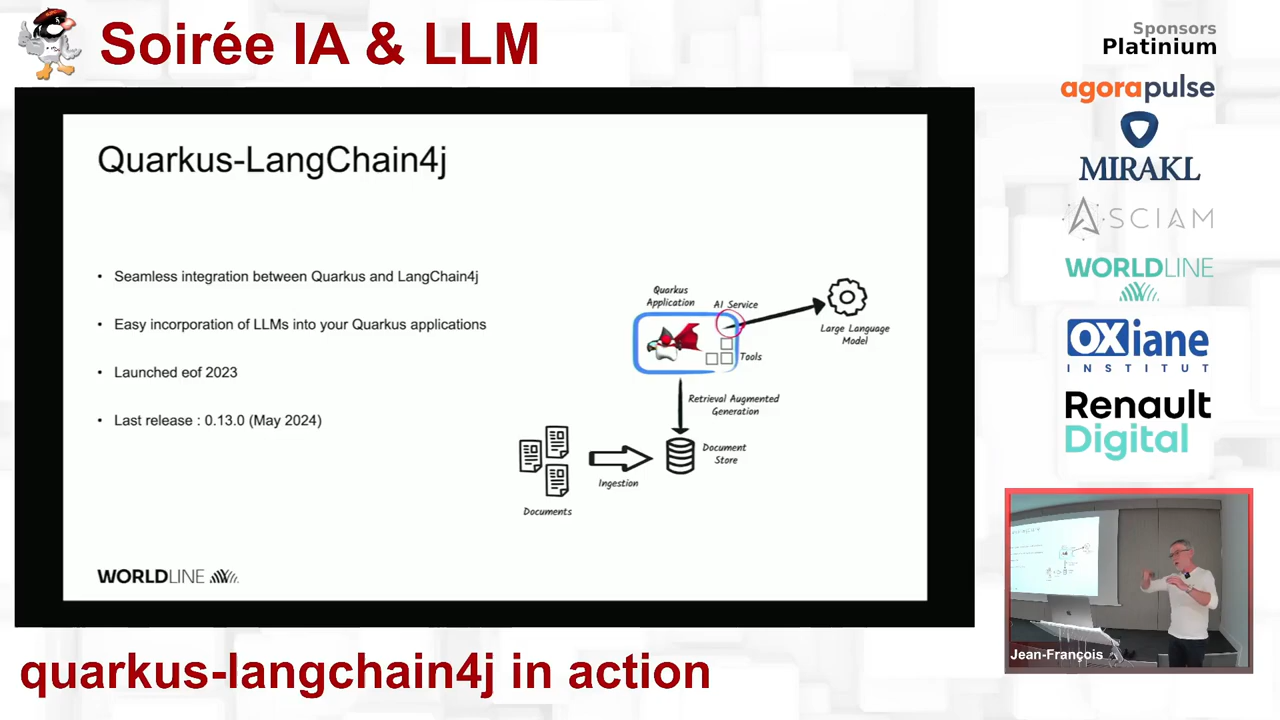 Soirée IA & LLM
Sponsors
Platinium
agorapulse
MIRAKL
ASCIAM
WORLDLINE
OXiane
INSTITUT
Renault
Digital
Quarkus-LangChain4j
• Seamless integration between Quarkus and LangChain4j
• Easy incorporation of LLMs into your Quarkus applications
• Launched eof 2023
• Last release : 0.13.0 (May 2024)
Quarkus
Application
AI Service
Large Language
Model
Tools
Retrieval Augmented
Generation
Document
Store
Ingestion
Documents
WORLDLINE
Jean-François
quarkus-langchain4j in action